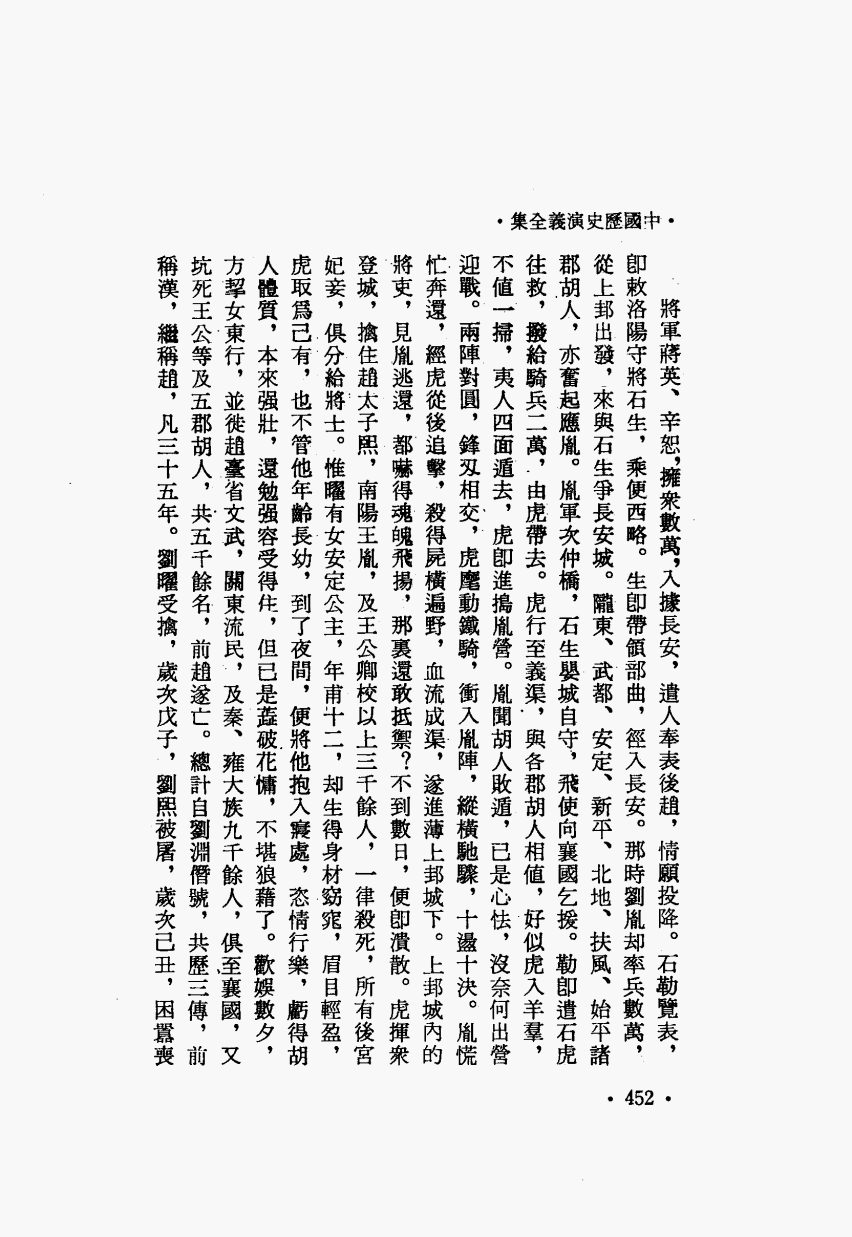 ·中國歷史演義全集·
將軍蔣英、辛恕，擁衆數萬，入據長安，遣人奉表後趙，情願投降。石勒覽表，
卽敕洛陽守將石生，乘便西略。生卽帶領部曲，徑入長安。那時劉胤却率兵數萬，
從上邽出發，來與石生爭長安城。隴東、武都、安定、新平、北地、扶風、始平諸
郡胡人，亦奮起應胤。胤軍次仲橋，石生嬰城自守，飛使向襄國乞援。勒卽遣石虎
往救，撥給騎兵二萬，由虎帶去。虎行至義渠，與各郡胡人相值，好似虎入羊羣，
不值一掃，夷人四面遁去，虎卽進搗胤營。胤聞胡人敗遁，已是心怯，沒奈何出營
迎戰。兩陣對圓，鋒刄相交，虎麾動鐵騎，衝入胤陣，縱橫馳驟，十盪十決。胤慌
忙奔還，經虎從後追擊，殺得屍橫遍野，血流成渠，遂進薄上邽城下。上邽城內的
將吏，見胤逃還，都嚇得魂魄飛揚，那裏還敢抵禦？不到數日，便卽潰散。虎揮衆
登城，擒住趙太子熙，南陽王胤，及王公卿校以上三千餘人，一律殺死，所有後宮
妃妾，俱分給將士。惟曜有女安定公主，年甫十二，却生得身材窈窕，眉目輕盈，
虎取爲己有，也不管他年齡長幼，到了夜間，便將他抱入寢處，恣情行樂，虧得胡
人體質，本來强壯，還勉强容受得住，但已是蕋破花慵，不堪狼藉了。歡娛數夕，
方挈女東行，並徙趙臺省文武，關東流民，及秦、雍大族九千餘人，俱至襄國，又
坑死王公等及五郡胡人，共五千餘名，前趙遂亡。總計自劉淵僭號，共歷三傳，前
稱漢，繼稱趙，凡三十五年。劉曜受擒，歲次戊子，劉熙被屠，歲次己丑，困嚚喪
·452·